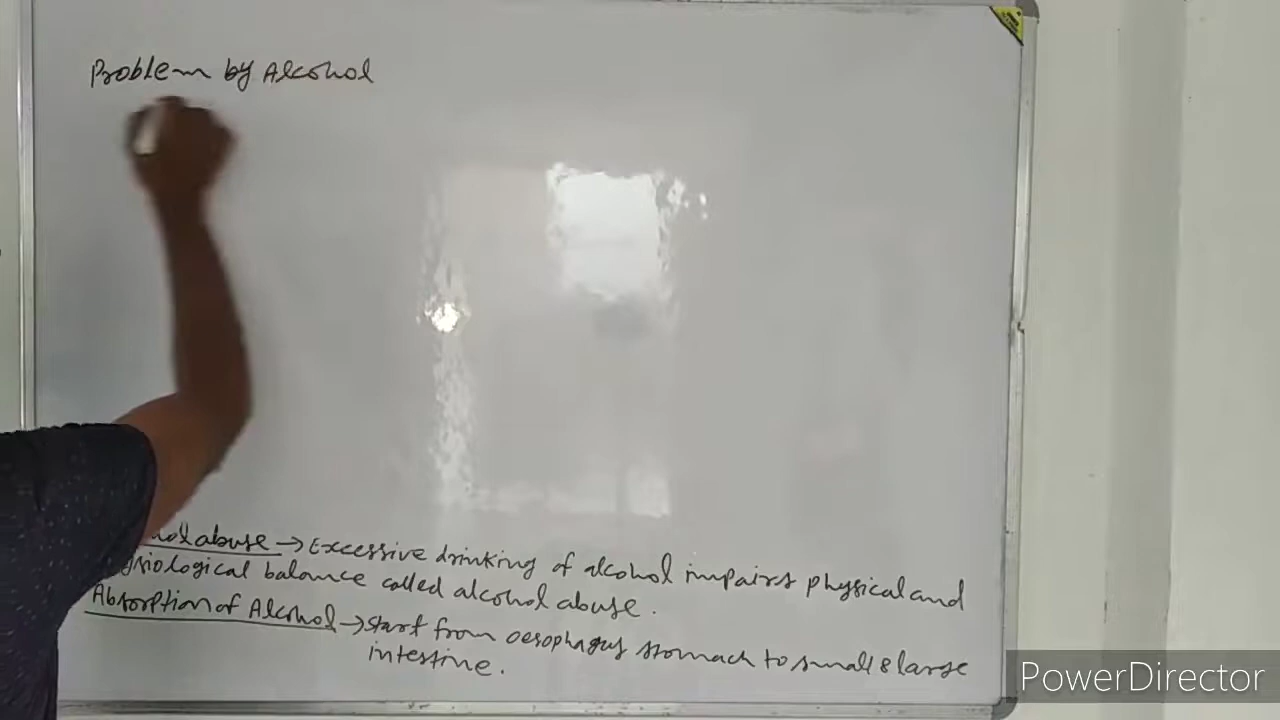 Problem by Alcohol
abuse → Excessive drinking of alcohol impairs physical and
balance called alcohol abuse.
Absorption of Alcohol → start from oesophagus stomach to small & large
intestine.
PowerDirector